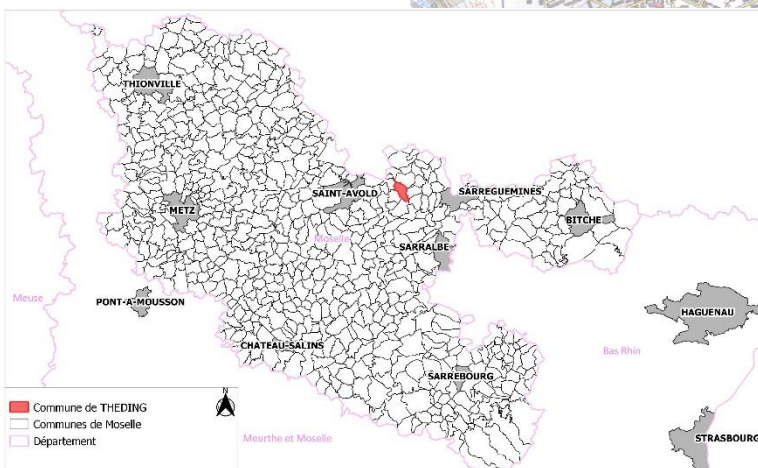 THIONVILLE
SAINT-AVOLD
SARREGUEMINES
METZ
BITCHE
Moselle
SARRALBE
Meuse
PONT-A-MOUSSON
HAGUENAU
CHATEAU-SALINS
Bas Rhin
SARREBOURG
N
Commune de THEDING
Communes de Moselle
Département
Meurthe et Moselle
STRASBOURG